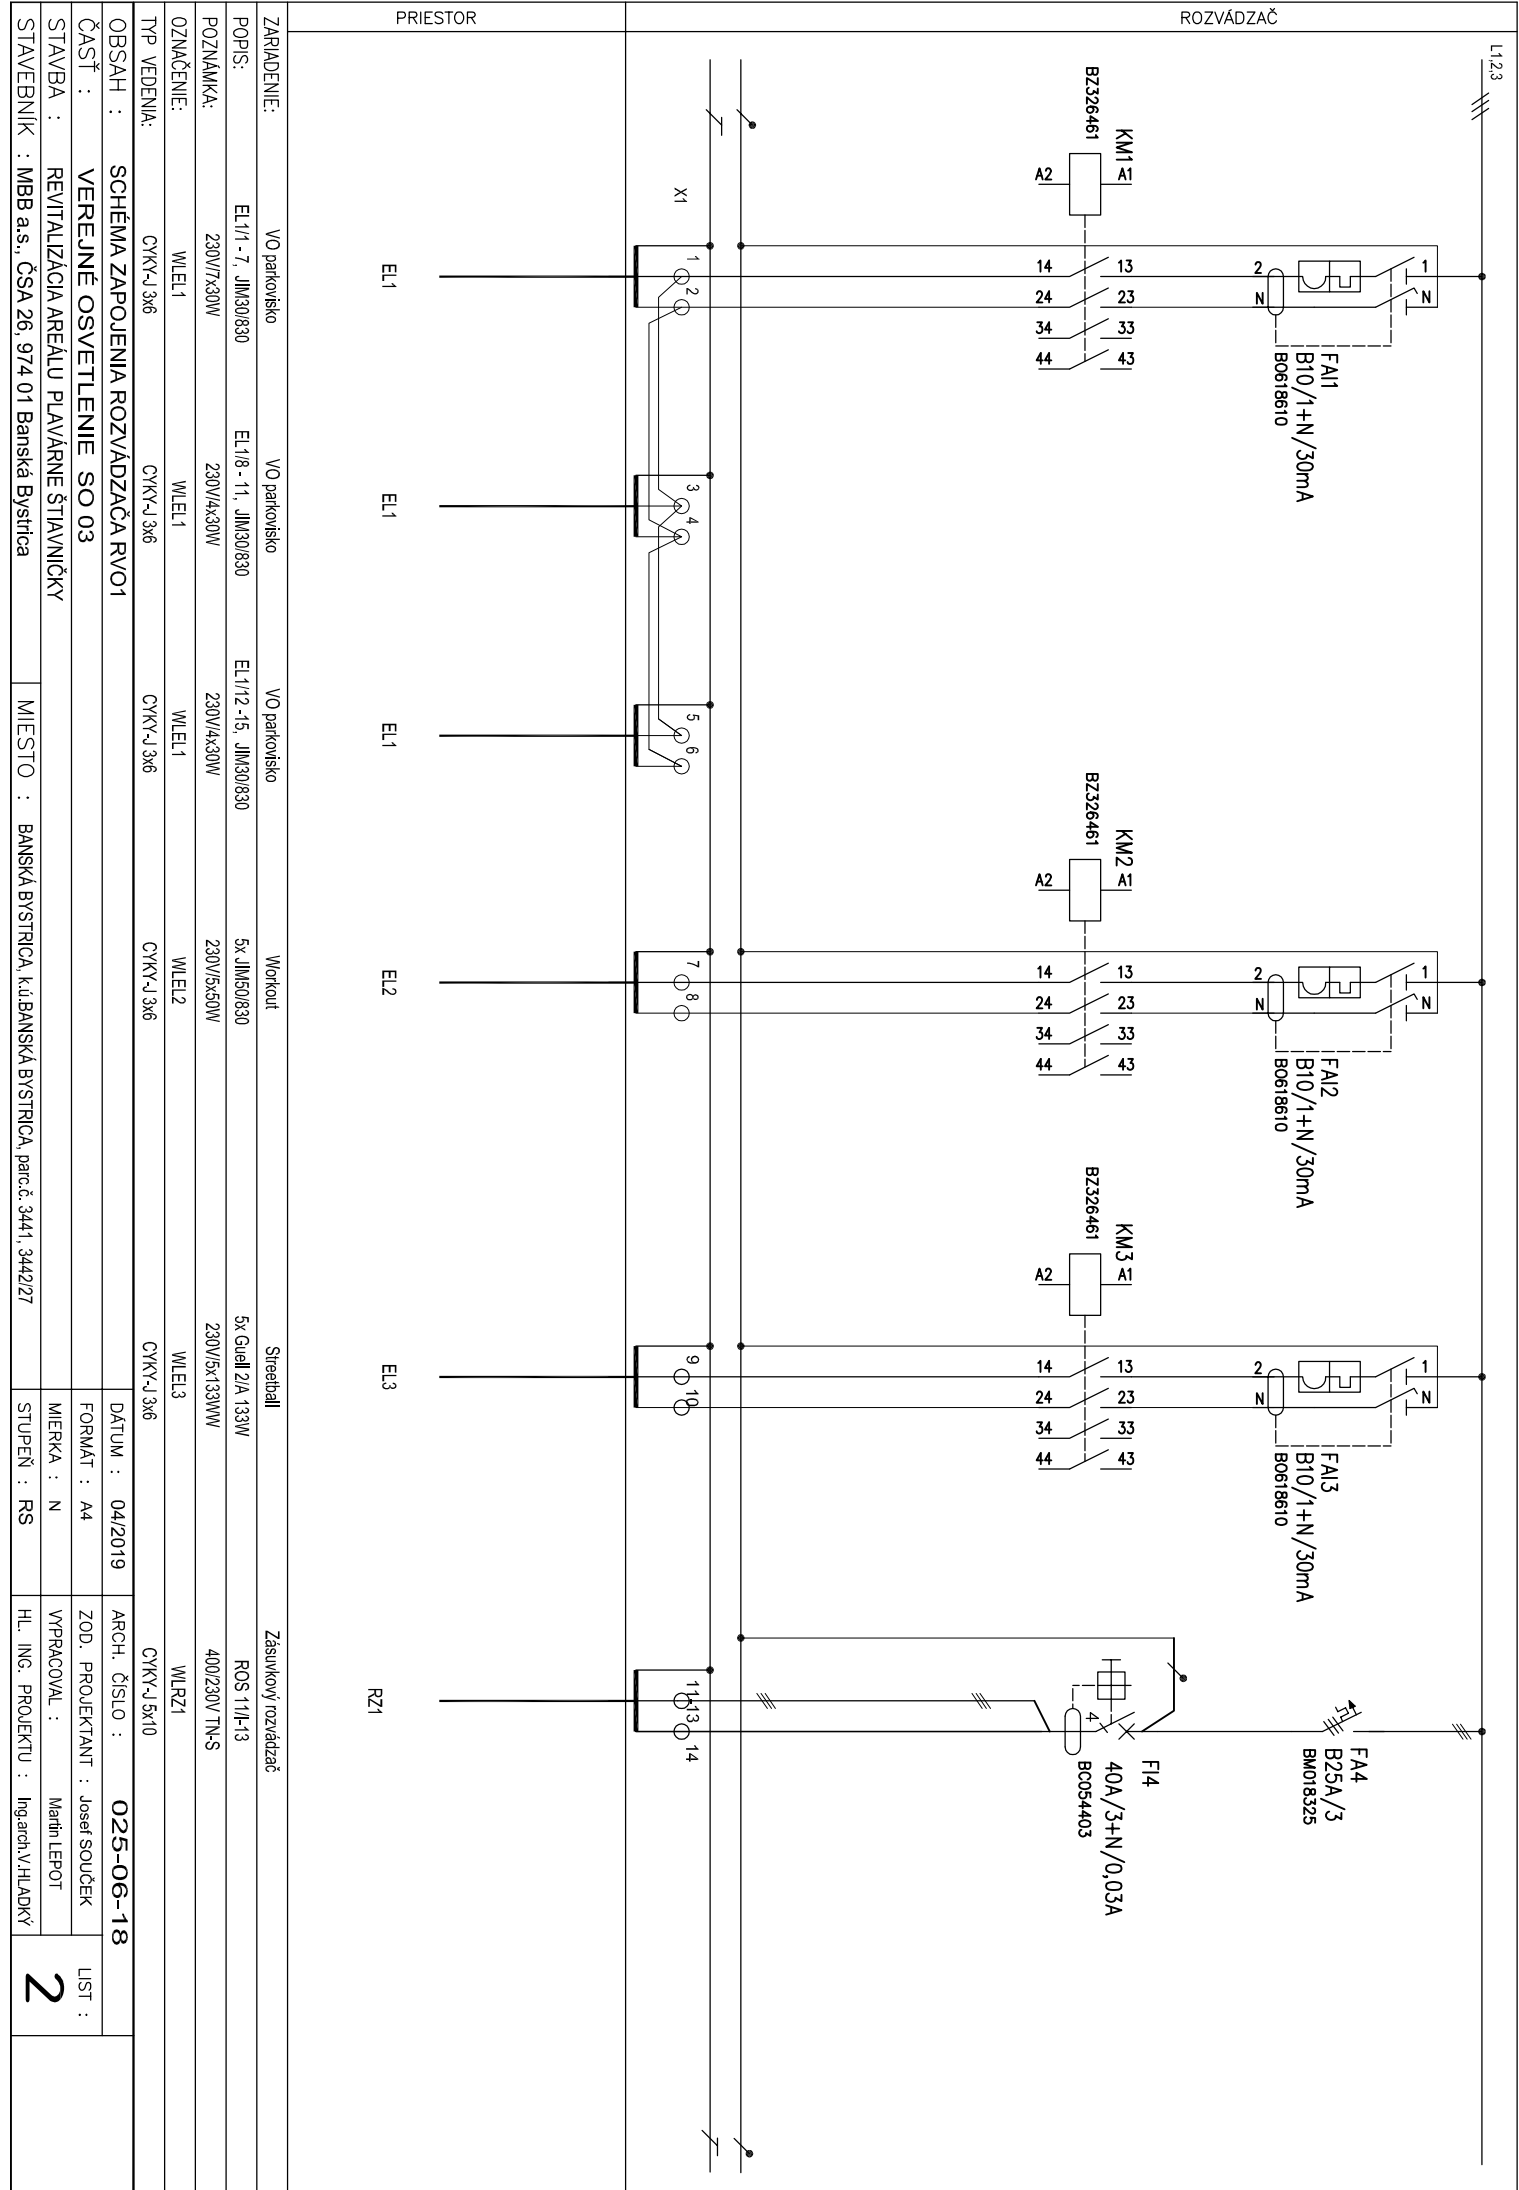 ROZVÁDZAČ
PRIESTOR
L1,2,3
KM1
BZ326461
A1
A2
13
14
23
24
33
34
43
44
1
N
2
N
FAI1
B10/1+N/30mA
BO618610
KM2
BZ326461
A1
A2
13
14
23
24
33
34
43
44
1
N
2
N
FAI2
B10/1+N/30mA
BO618610
KM3
BZ326461
A1
A2
13
14
23
24
33
34
43
44
1
N
2
N
FAI3
B10/1+N/30mA
BO618610
FA4
B25A/3
BM018325
FI4
40A/3+N/0,03A
BC054403
4
X1
1 2 3 4 5 6 7 8 9 10 11-13 14
EL1 EL1 EL1 EL2 EL3 RZ1
ZARIADENIE: VO parkovisko VO parkovisko VO parkovisko Workout Streetball Zásuvkový rozvádzač
POPIS: EL1/1 - 7, JIM30/830 EL1/8 - 11, JIM30/830 EL1/12 -15, JIM30/830 5x JIM50/830 5x Guell 2/A 133W ROS 11/I-13
POZNÁMKA: 230V/7x30W 230V/4x30W 230V/4x30W 230V/5x50W 230V/5x133WW 400/230V TN-S
OZNAČENIE: WLEL1 WLEL1 WLEL1 WLEL2 WLEL3 WLRZ1
TYP VEDENIA: CYKY-J 3x6 CYKY-J 3x6 CYKY-J 3x6 CYKY-J 3x6 CYKY-J 3x6 CYKY-J 5x10
OBSAH : SCHÉMA ZAPOJENIA ROZVÁDZAČA RVO1 DÁTUM : 04/2019 ARCH. ČÍSLO : 025-06-18
ČASŤ : VEREJNÉ OSVETLENIE SO 03 FORMÁT : A4 ZOD. PROJEKTANT : Josef SOUČEK LIST :
STAVBA : REVITALIZÁCIA AREÁLU PLAVÁRNE ŠTIAVNIČKY MIERKA : N VYPRACOVAL : Martin LEPOT 2
STAVEBNÍK : MBB a.s., ČSA 26, 974 01 Banská Bystrica MIESTO : BANSKÁ BYSTRICA, k.ú.BANSKÁ BYSTRICA, parc.č. 3441, 3442/27 STUPEŇ : RS HL. ING. PROJEKTU : Ing.arch.V.HLADKÝ